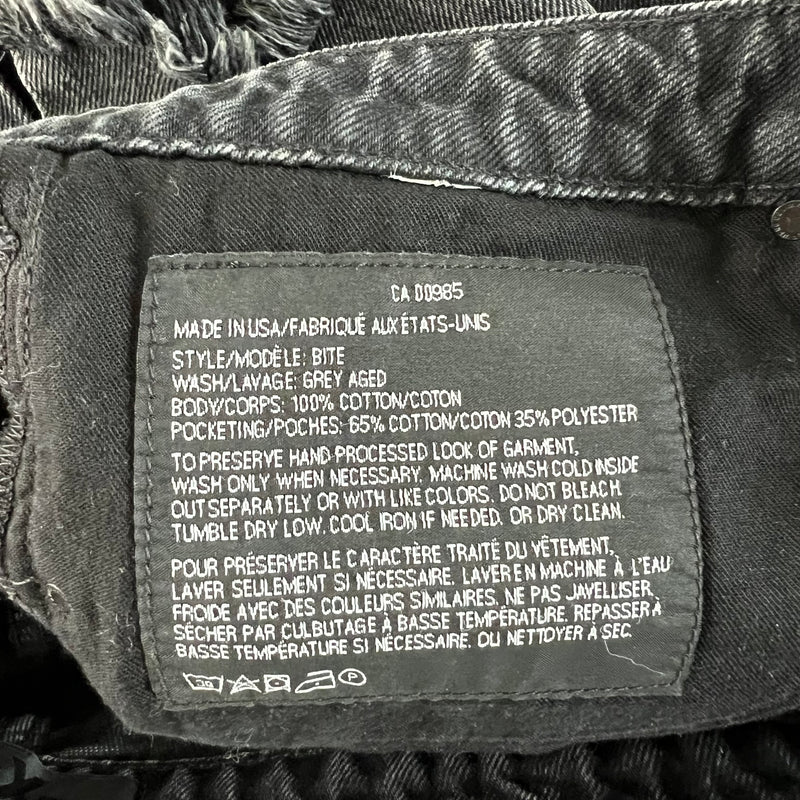 CA 00985
MADE IN USA/FABRIQUÉ AUX ÉTATS-UNIS
STYLE/MODÈLE: BITE
WASH/LAVAGE: GREY AGED
BODY/CORPS: 100% COTTON/COTON
POCKETING/POCHES: 65% COTTON/COTON 35% POLYESTER
TO PRESERVE HAND-PROCESSED LOOK OF GARMENT,
WASH ONLY WHEN NECESSARY. MACHINE WASH COLD INSIDE
OUT SEPARATELY OR WITH LIKE COLORS. DO NOT BLEACH.
TUMBLE DRY LOW. COOL IRON IF NEEDED. OR DRY CLEAN.
POUR PRÉSERVER LE CARACTÈRE TRAITÉ DU VÊTEMENT,
LAVER SEULEMENT SI NÉCESSAIRE. LAVER EN MACHINE À L'EAU
FROIDE AVEC DES COULEURS SIMILAIRES. NE PAS JAVELLISER.
SÉCHER PAR CULBUTAGE À BASSE TEMPÉRATURE. REPASSER À
BASSE TEMPÉRATURE SI NÉCESSAIRE. OU NETTOYER À SEC.
30 P